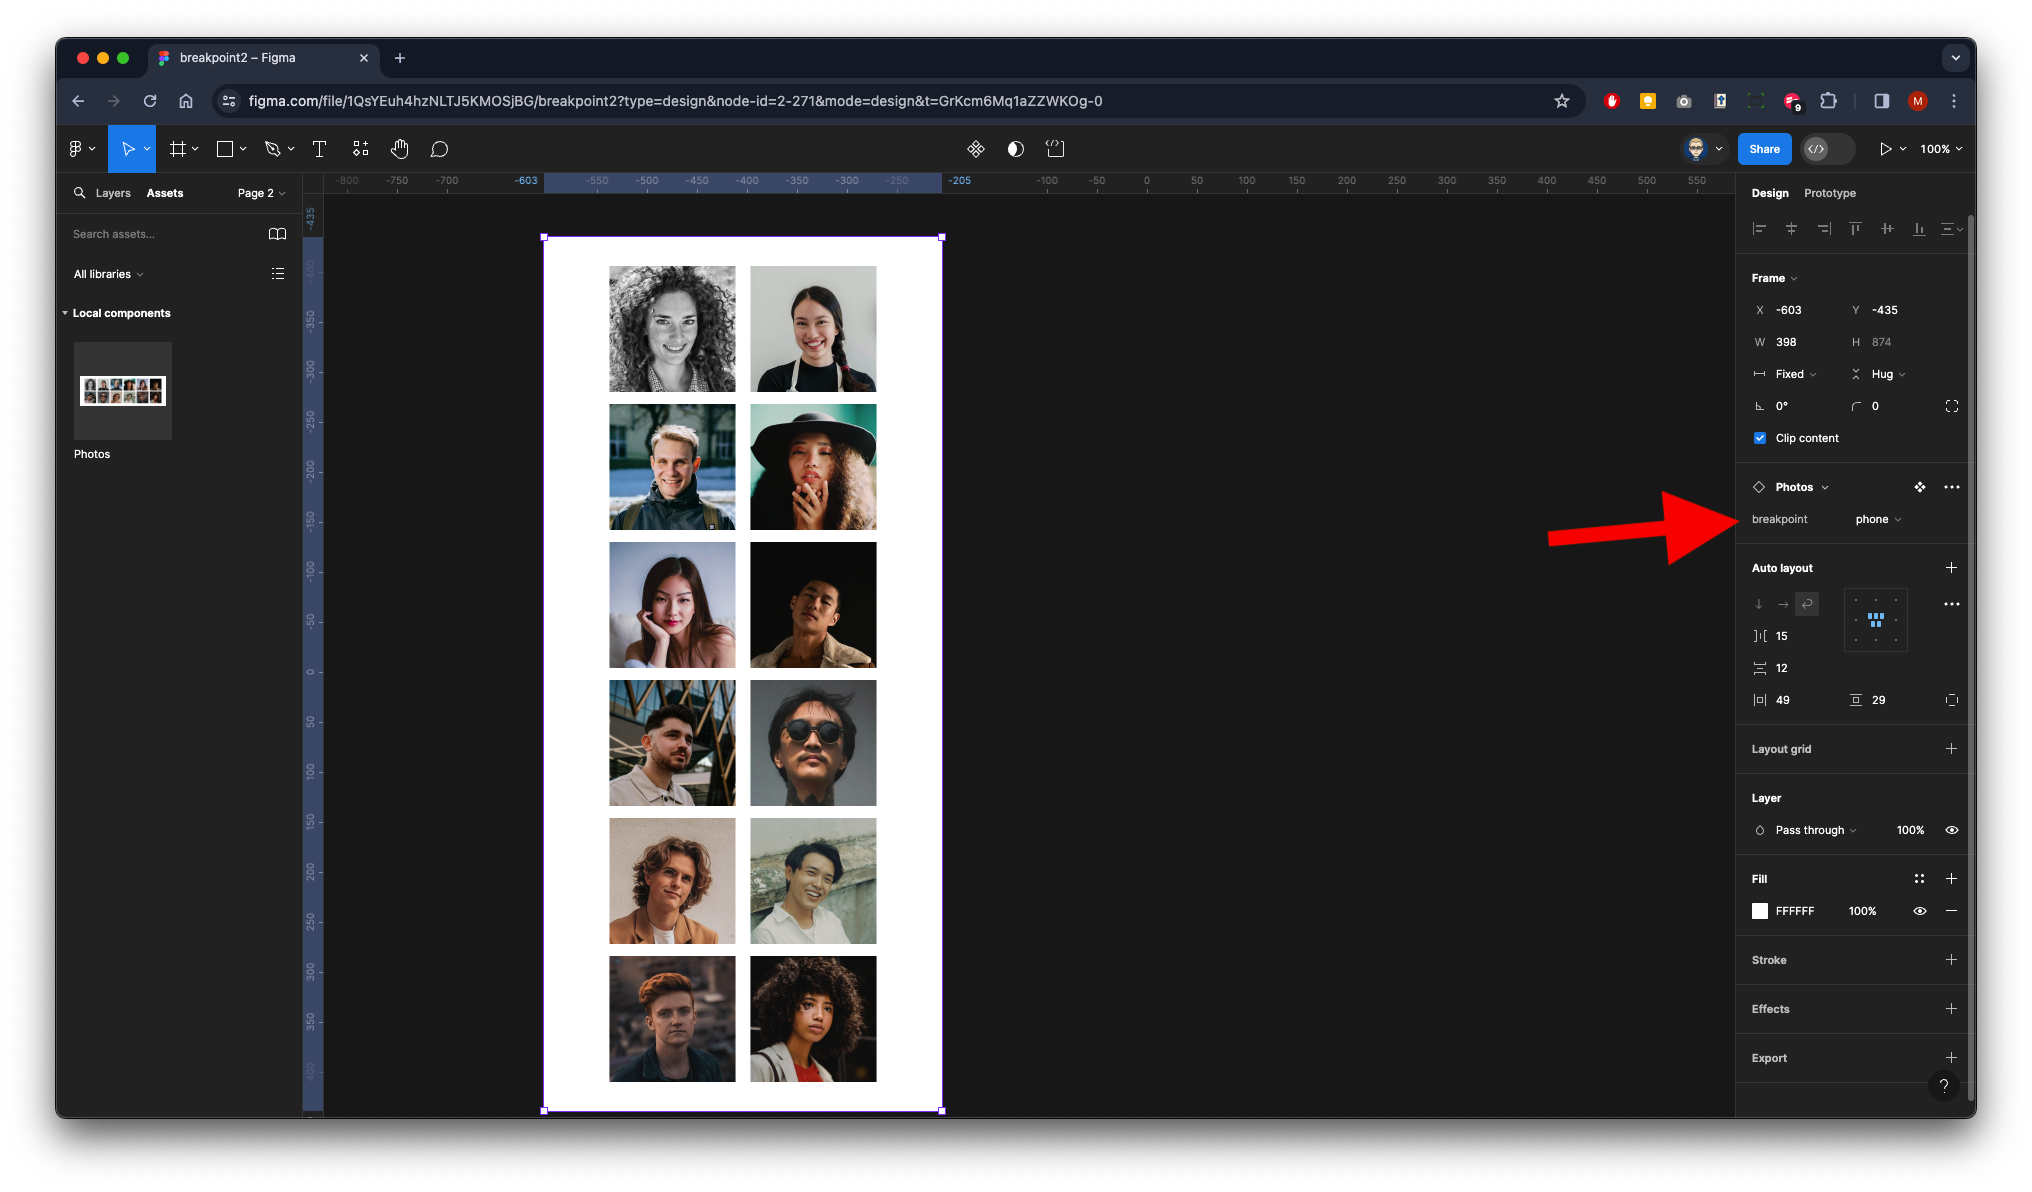 breakpoint2 – Figma
figma.com/file/1QsYEuh4hzNLTJ5KMOSjBG/breakpoint2?type=design&node-id=2-271&mode=design&t=GrKcm6Mq1aZZWKOg-0
9
M
Share
100%
Layers
Assets
Page 2
-800 -750 -700 -603 -550 -500 -450 -400 -350 -300 -250 -205 -100 -50 0 50 100 150 200 250 300 350 400 450 500 550
Design
Prototype
Search assets...
All libraries
Local components
Photos
-435
-400
-350
-300
-250
-200
-150
-100
-50
0
50
100
150
200
250
300
350
400
Frame
X -603 Y -435
W 398 H 874
Fixed Hug
0° 0
Clip content
Photos
breakpoint phone
Auto layout
15
12
49 29
Layout grid
Layer
Pass through 100%
Fill
FFFFFF 100%
Stroke
Effects
Export
?